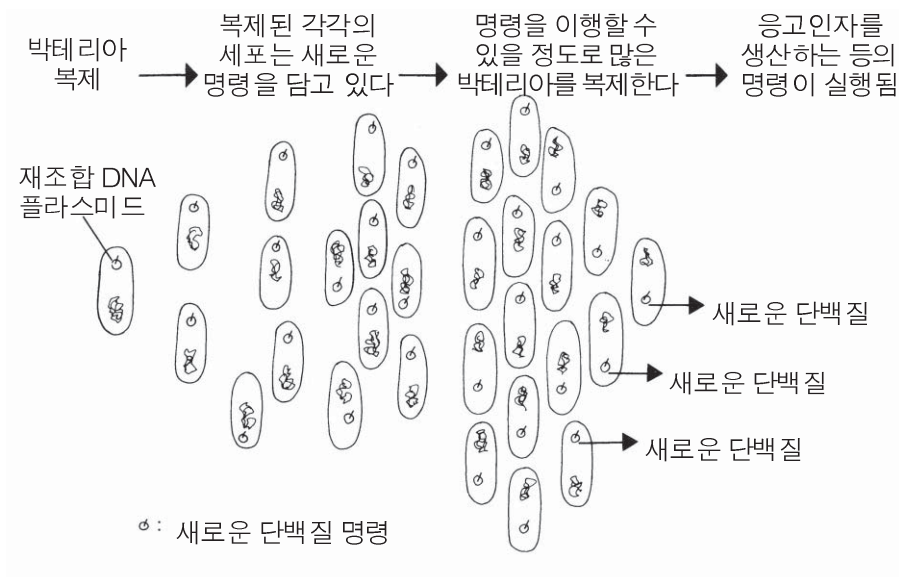 박테리아
복제
복제된 각각의
세포는 새로운
명령을 담고 있다
명령을 이행할 수
있을 정도로 많은
박테리아를 복제한다
응고인자를
생산하는 등의
명령이 실행됨
재조합 DNA
플라스미드
새로운 단백질
새로운 단백질
새로운 단백질
: 새로운 단백질 명령